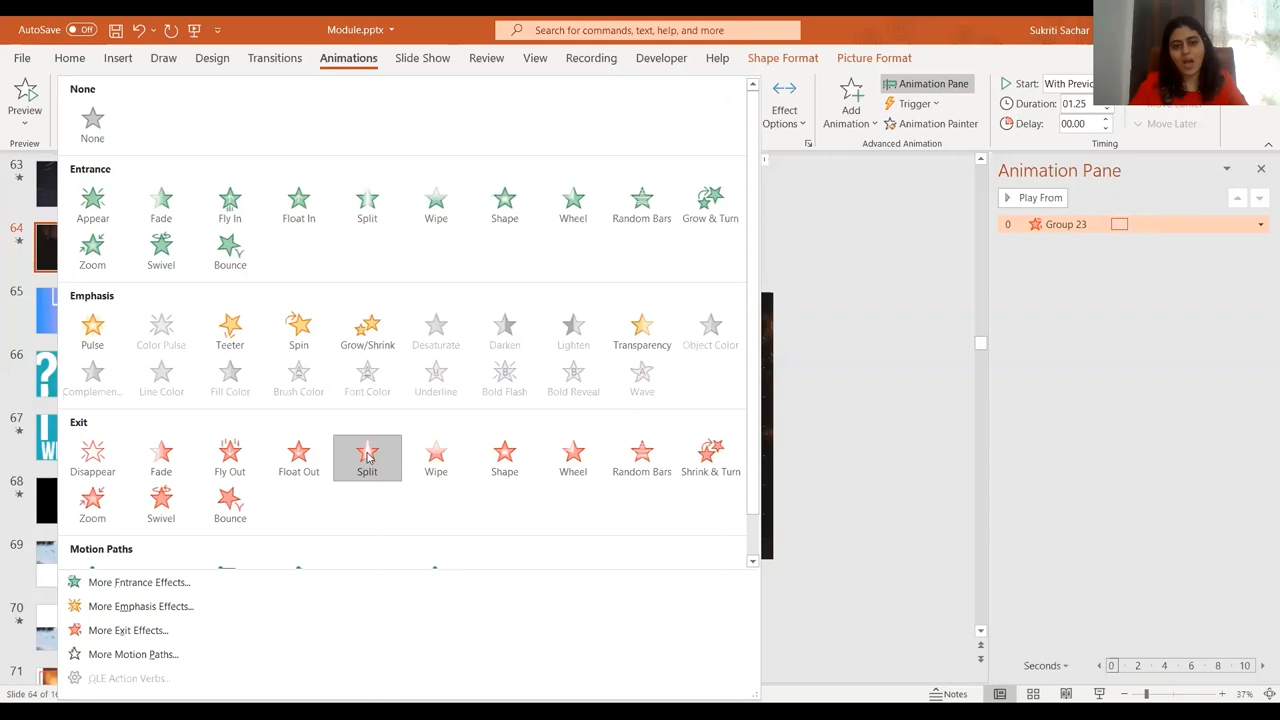 AutoSave Off Module.pptx Search for commands, text, help, and more Sukriti Sachar
File Home Insert Draw Design Transitions Animations Slide Show Review View Recording Developer Help Shape Format Picture Format
Preview
Preview
Effect
Options
Add
Animation
Animation Pane
Trigger
Animation Painter
Advanced Animation
Start: With Previo
Duration: 01.25
Delay: 00.00
Move Later
Timing
None
None
Entrance
Appear Fade Fly In Float In Split Wipe Shape Wheel Random Bars Grow & Turn
Zoom Swivel Bounce
Emphasis
Pulse Color Pulse Teeter Spin Grow/Shrink Desaturate Darken Lighten Transparency Object Color
Complemen... Line Color Fill Color Brush Color Font Color Underline Bold Flash Bold Reveal Wave
Exit
Disappear Fade Fly Out Float Out Split Wipe Shape Wheel Random Bars Shrink & Turn
Zoom Swivel Bounce
Motion Paths
More Entrance Effects...
More Emphasis Effects...
More Exit Effects...
More Motion Paths...
OLE Action Verbs...
63
64
65
66
67
68
69
70
71
Animation Pane
Play From
0 Group 23
Seconds 0 2 4 6 8 10
Slide 64 of 16 Notes 37%